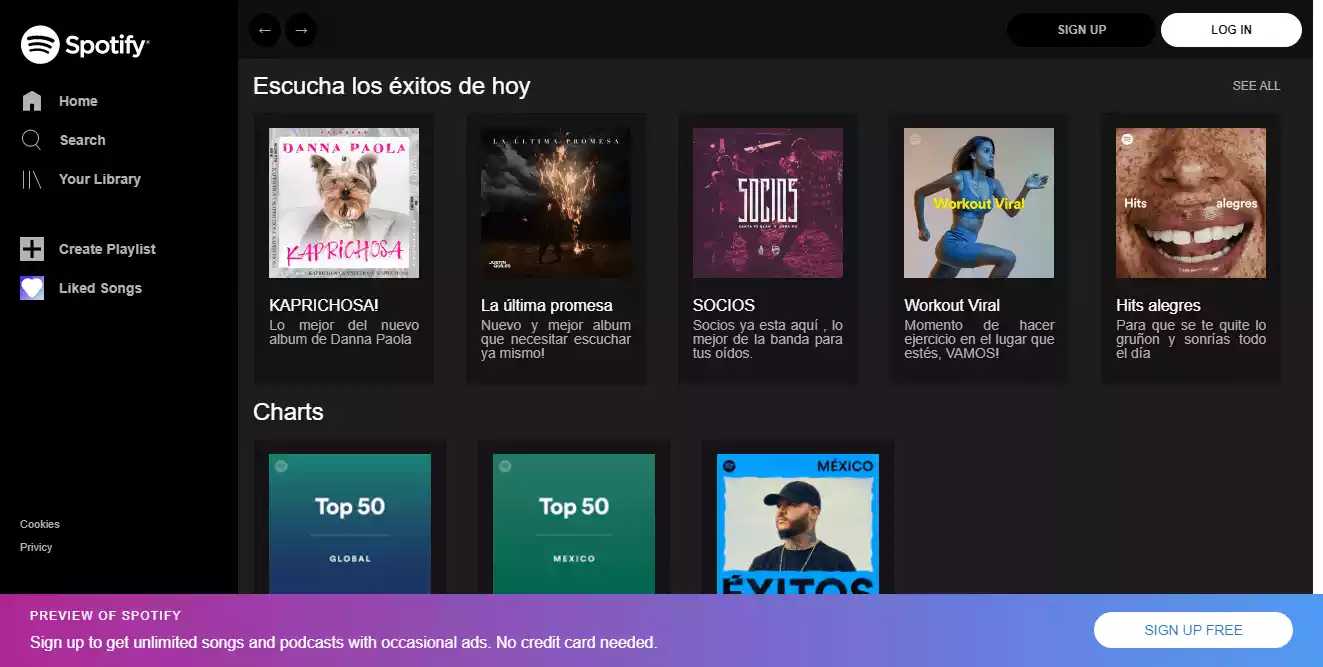 Spotify
Home
Search
Your Library
Create Playlist
Liked Songs
Cookies
Privicy
← →
SIGN UP
LOG IN
Escucha los éxitos de hoy
SEE ALL
DANNA PAOLA
KAPRICHOSA
KAPRICHOSA!
Lo mejor del nuevo
album de Danna Paola
LA ÚLTIMA PROMESA
JUSTIN
QUILES
La última promesa
Nuevo y mejor album
que necesitar escuchar
ya mismo!
SOCIOS
SOCIOS
Socios ya esta aquí , lo
mejor de la banda para
tus oídos.
Workout Viral
Workout Viral
Momento de hacer
ejercicio en el lugar que
estés, VAMOS!
Hits alegres
Hits alegres
Para que se te quite lo
gruñon y sonrías todo
el día
Charts
Top 50
GLOBAL
Top 50
MEXICO
MÉXICO
ÉXITOS
PREVIEW OF SPOTIFY
Sign up to get unlimited songs and podcasts with occasional ads. No credit card needed.
SIGN UP FREE